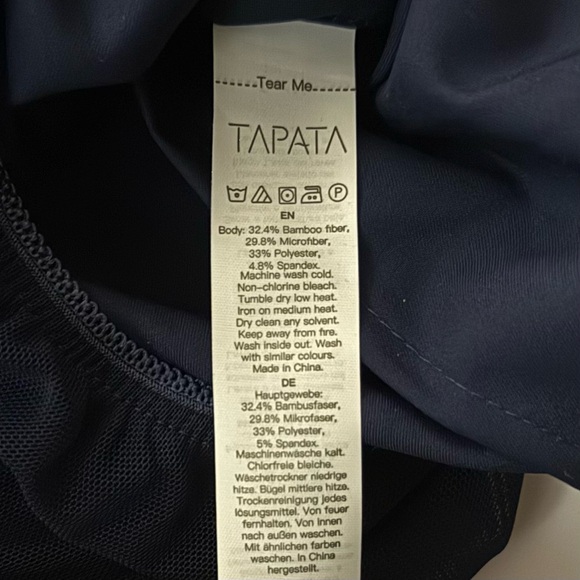 Tear Me
TAPATA
EN
Body: 32.4% Bamboo fiber,
29.8% Microfiber,
33% Polyester,
4.8% Spandex.
Machine wash cold.
Non-chlorine bleach.
Tumble dry low heat.
Iron on medium heat.
Dry clean any solvent.
Keep away from fire.
Wash inside out. Wash
with similar colours.
Made in China.
DE
Hauptgewebe:
32.4% Bambusfaser,
29.8% Mikrofaser,
33% Polyester,
5% Spandex.
Maschinenwäsche kalt.
Chlorfreie bleiche.
Wäschetrockner niedrige
hitze. Bügel mittlere hitze.
Trockenreinigung jedes
lösungsmittel. Von feuer
fernhalten. Von innen
nach außen waschen.
Mit ähnlichen farben
waschen. In China
hergestellt.